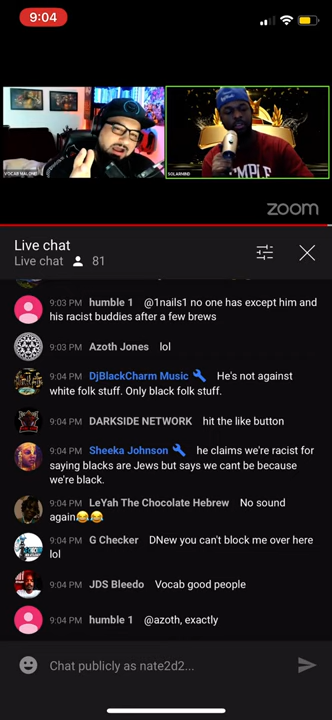 9:04
VOCAB MALONE
SOLARMIND
TEMPLE
zoom
Live chat
Live chat 81
9:03 PM humble 1 @1nails1 no one has except him and
his racist buddies after a few brews
9:03 PM Azoth Jones lol
9:04 PM DjBlackCharm Music He's not against
white folk stuff. Only black folk stuff.
9:04 PM DARKSIDE NETWORK hit the like button
9:04 PM Sheeka Johnson he claims we're racist for
saying blacks are Jews but says we cant be because
we're black.
9:04 PM LeYah The Chocolate Hebrew No sound
again😂😂
9:04 PM G Checker DNew you can't block me over here
lol
9:04 PM JDS Bleedo Vocab good people
9:04 PM humble 1 @azoth, exactly
Chat publicly as nate2d2...